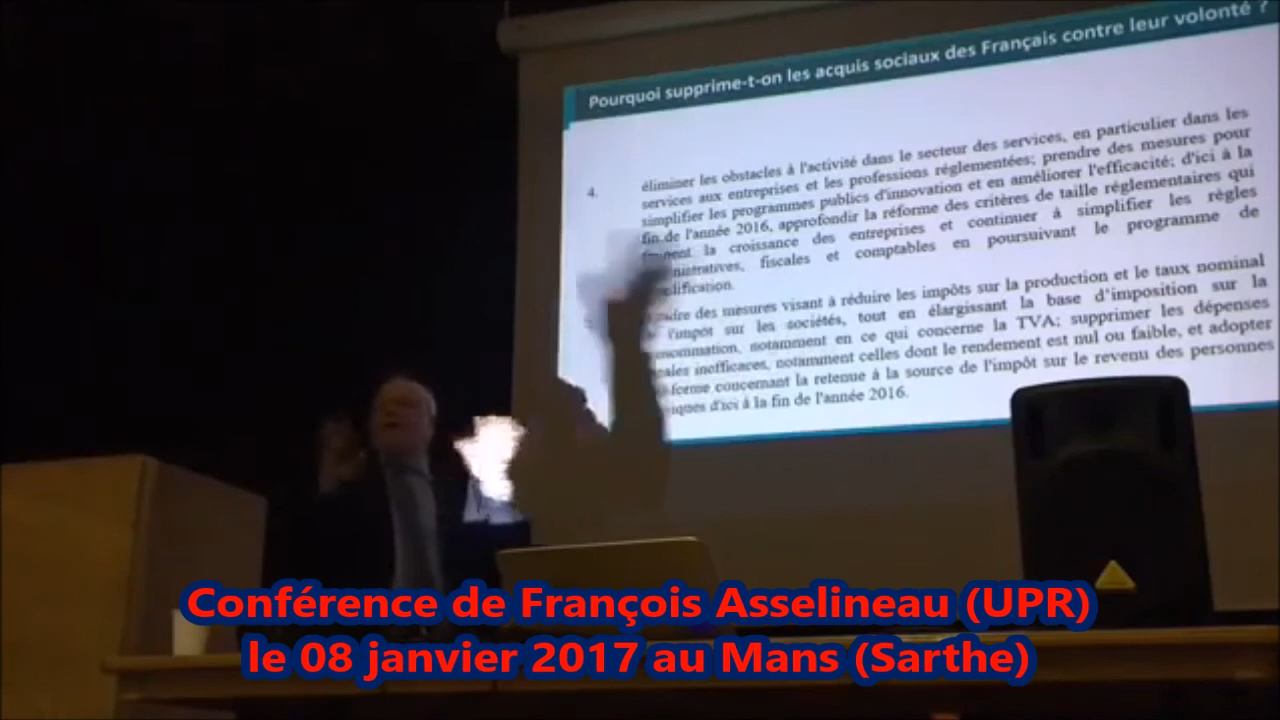 Pourquoi supprime-t-on les acquis sociaux des Français contre leur volonté ?
4. éliminer les obstacles à l'activité dans le secteur des services, en particulier dans les
services aux entreprises et les professions réglementées; prendre des mesures pour
simplifier les programmes publics d'innovation et en améliorer l'efficacité; d'ici à la
fin de l'année 2016, approfondir la réforme des critères de taille réglementaires qui
la croissance des entreprises et continuer à simplifier les règles
fiscales et comptables en poursuivant le programme de
des mesures visant à réduire les impôts sur la production et le taux nominal
l'impôt sur les sociétés, tout en élargissant la base d'imposition sur la
notamment en ce qui concerne la TVA; supprimer les dépenses
inefficaces, notamment celles dont le rendement est nul ou faible, et adopter
concernant la retenue à la source de l'impôt sur le revenu des personnes
d'ici à la fin de l'année 2016.
Conférence de François Asselineau (UPR)
le 08 janvier 2017 au Mans (Sarthe)